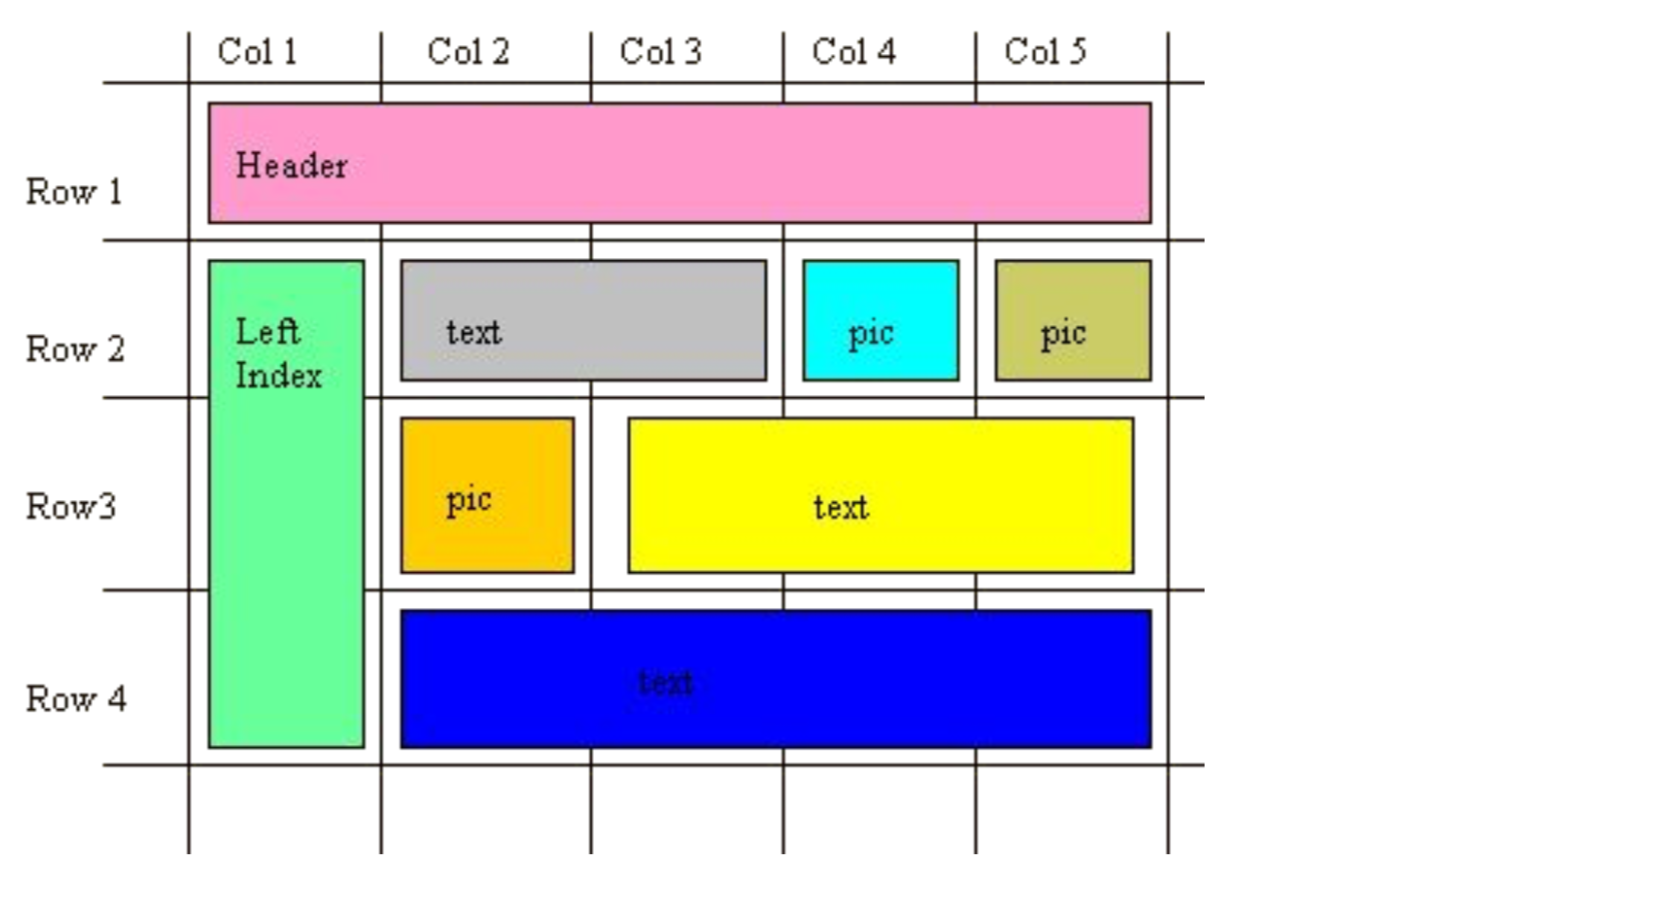 Col 1 Col 2 Col 3 Col 4 Col 5
Header
Row 1
Left
Index
text pic pic
Row 2
pic text
Row3
text
Row 4